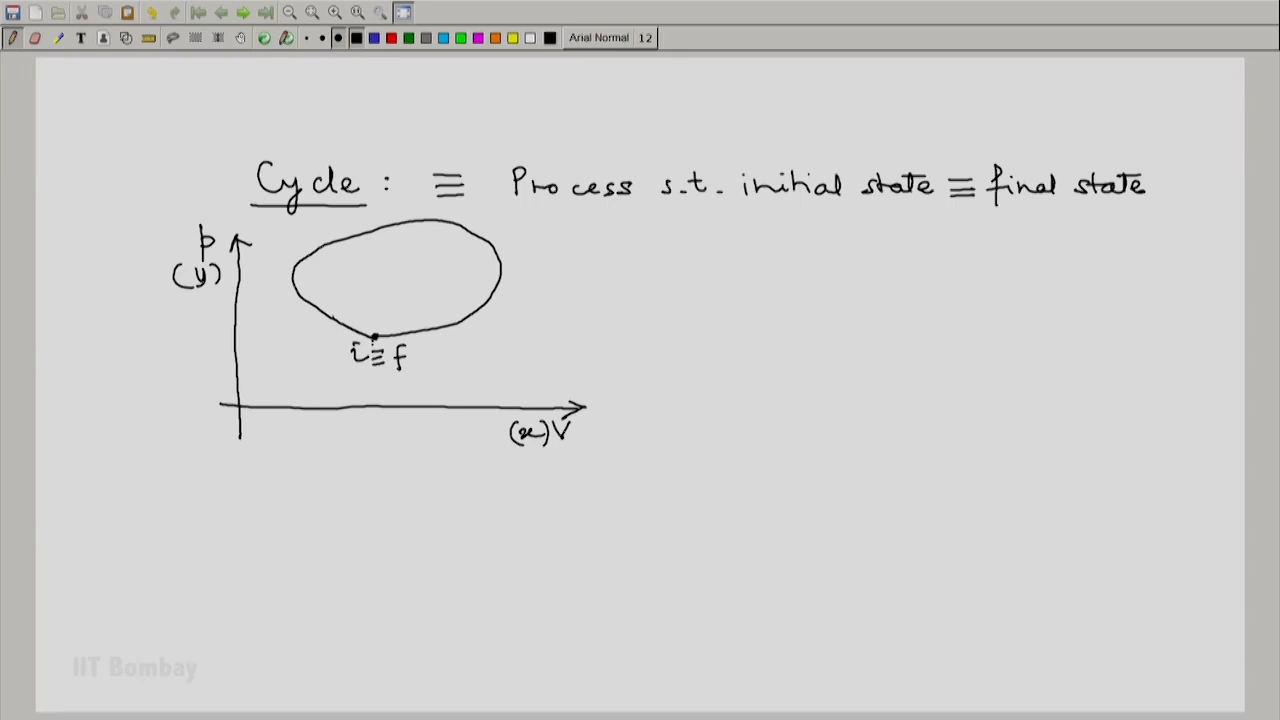 Arial Normal 12
Cycle : ≡ Process s.t. initial state ≡ final state
p
(y)
i ≡ f
(x) V
IIT Bombay